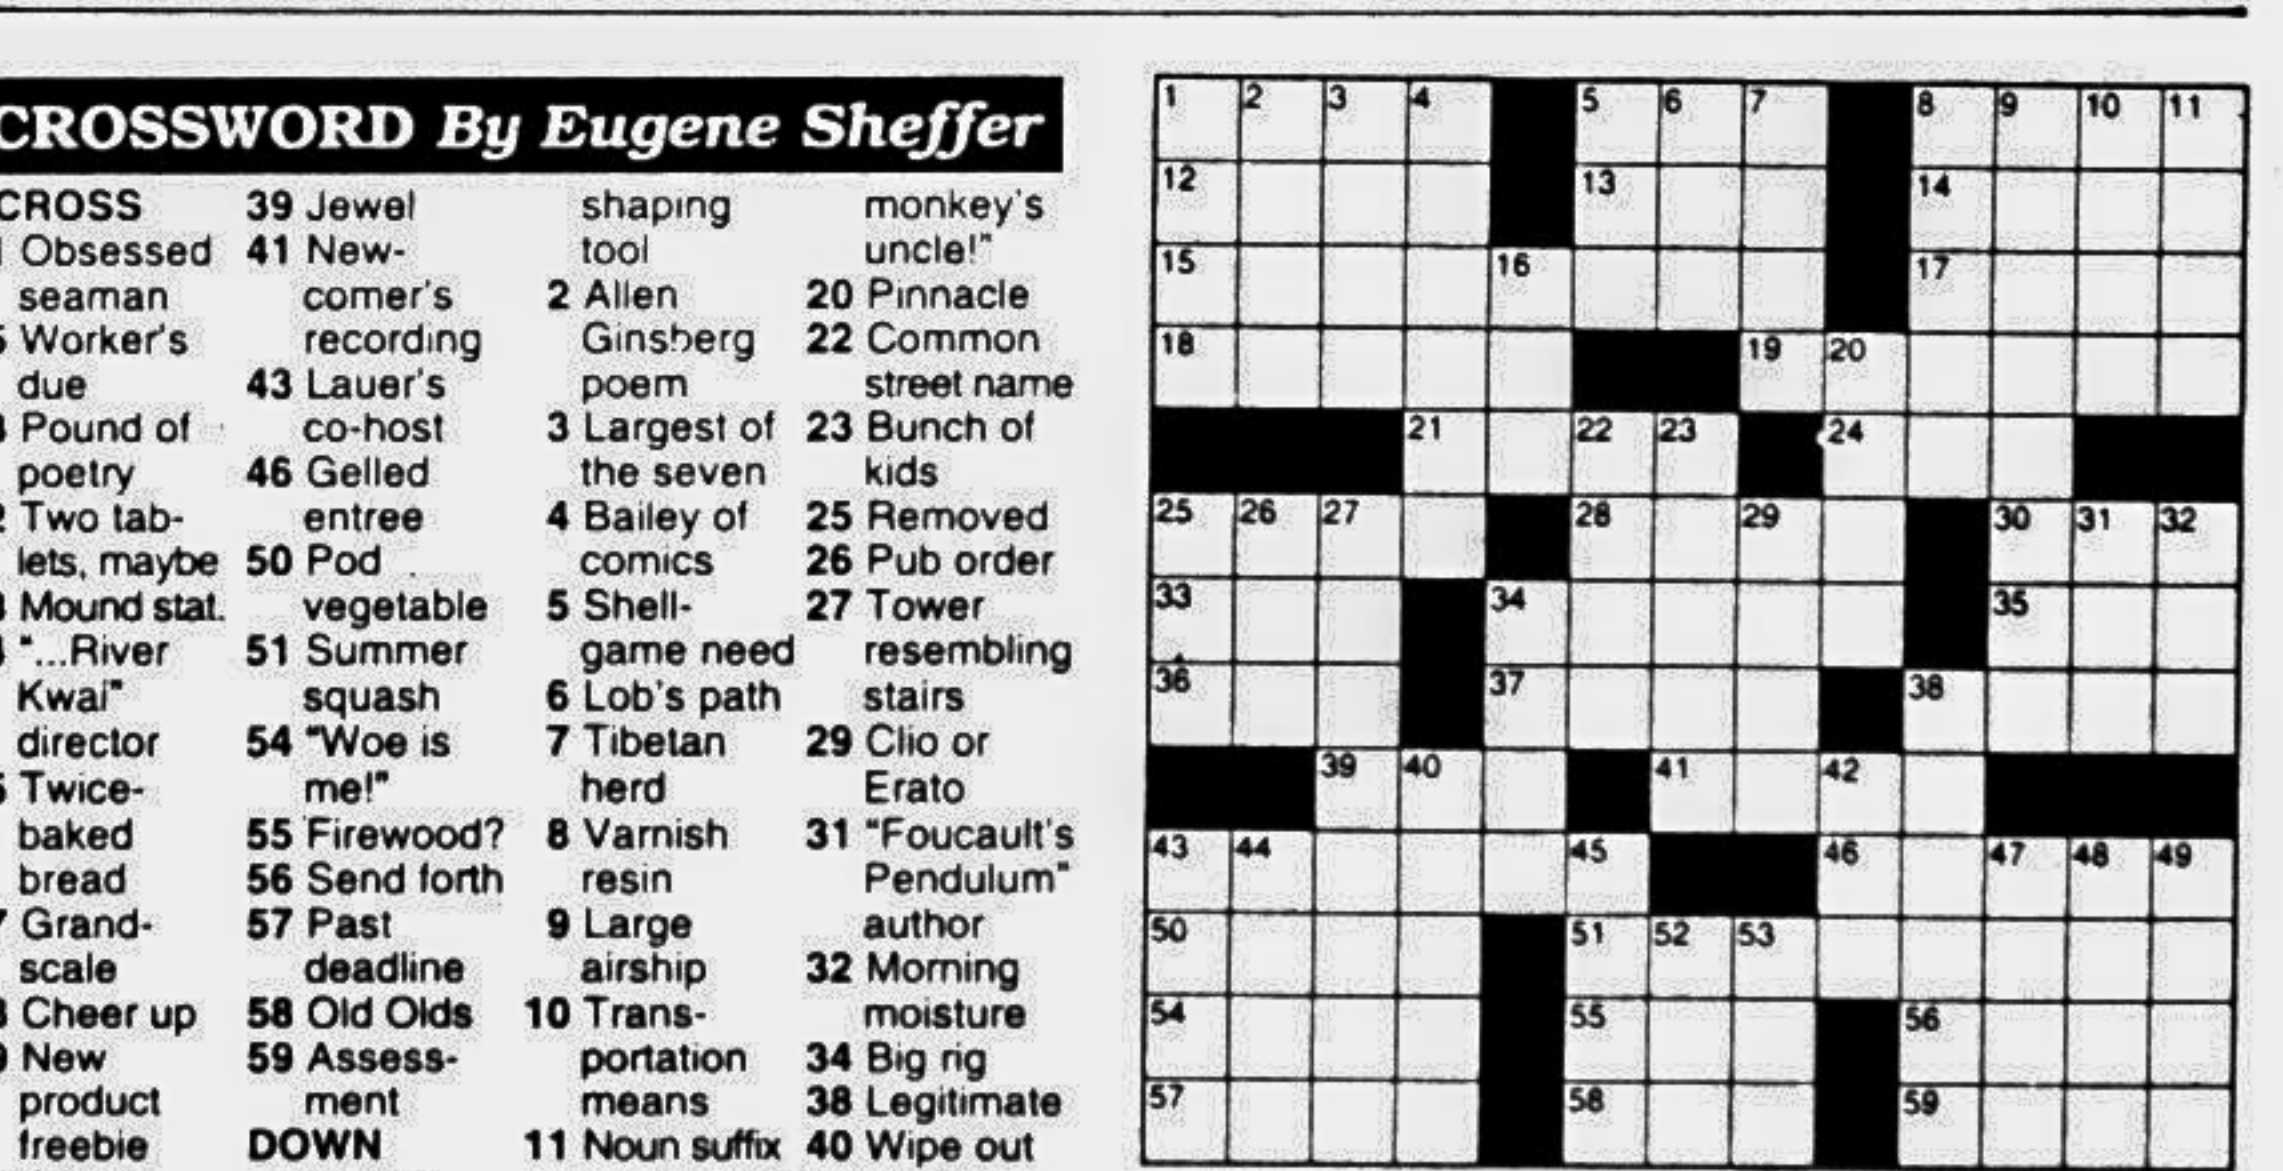 CROSSWORD By Eugene Sheffer
CROSS
Obsessed
seaman
Worker's
due
Pound of
poetry
Two tab-
lets, maybe
Mound stat.
"...River
Kwai"
director
Twice-
baked
bread
Grand-
scale
Cheer up
New
product
freebie
39 Jewel
41 New-
comer's
recording
43 Lauer's
co-host
46 Gelled
entree
50 Pod
vegetable
51 Summer
squash
54 "Woe is
me!"
55 Firewood?
56 Send forth
57 Past
deadline
58 Old Olds
59 Assess-
ment
DOWN
shaping
tool
2 Allen
Ginsberg
poem
3 Largest of
the seven
4 Bailey of
comics
5 Shell-
game need
6 Lob's path
7 Tibetan
herd
8 Varnish
resin
9 Large
airship
10 Trans-
portation
means
11 Noun suffix
monkey's
uncle!"
20 Pinnacle
22 Common
street name
23 Bunch of
kids
25 Removed
26 Pub order
27 Tower
resembling
stairs
29 Clio or
Erato
31 "Foucault's
Pendulum"
author
32 Morning
moisture
34 Big rig
38 Legitimate
40 Wipe out
1 2 3 4 5 6 7 8 9 10 11
12 13 14
15 16 17
18 19 20
21 22 23 24
25 26 27 28 29 30 31 32
33 34 35
36 37 38
39 40 41 42
43 44 45 46 47 48 49
50 51 52 53
54 55 56
57 58 59